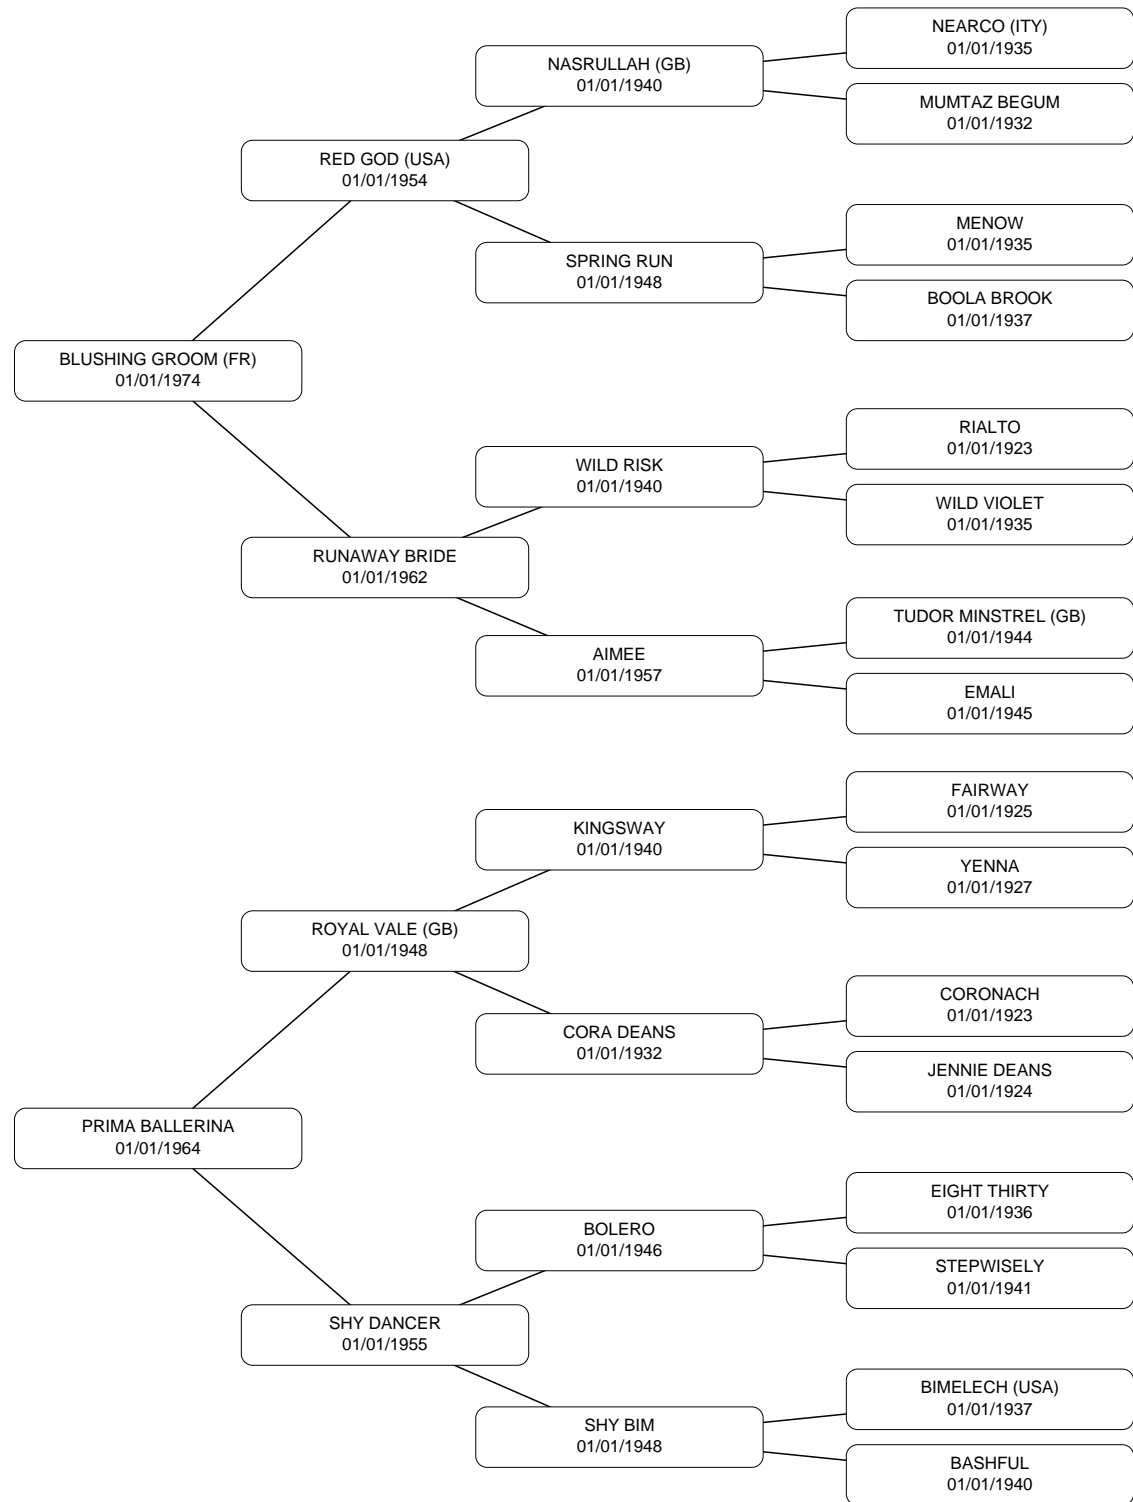 NEARCO (ITY)
01/01/1935
NASRULLAH (GB)
01/01/1940
MUMTAZ BEGUM
01/01/1932
RED GOD (USA)
01/01/1954
MENOW
01/01/1935
SPRING RUN
01/01/1948
BOOLA BROOK
01/01/1937
BLUSHING GROOM (FR)
01/01/1974
RIALTO
01/01/1923
WILD RISK
01/01/1940
WILD VIOLET
01/01/1935
RUNAWAY BRIDE
01/01/1962
TUDOR MINSTREL (GB)
01/01/1944
AIMEE
01/01/1957
EMALI
01/01/1945
FAIRWAY
01/01/1925
KINGSWAY
01/01/1940
YENNA
01/01/1927
ROYAL VALE (GB)
01/01/1948
CORONACH
01/01/1923
CORA DEANS
01/01/1932
JENNIE DEANS
01/01/1924
PRIMA BALLERINA
01/01/1964
EIGHT THIRTY
01/01/1936
BOLERO
01/01/1946
STEPWISELY
01/01/1941
SHY DANCER
01/01/1955
BIMELECH (USA)
01/01/1937
SHY BIM
01/01/1948
BASHFUL
01/01/1940